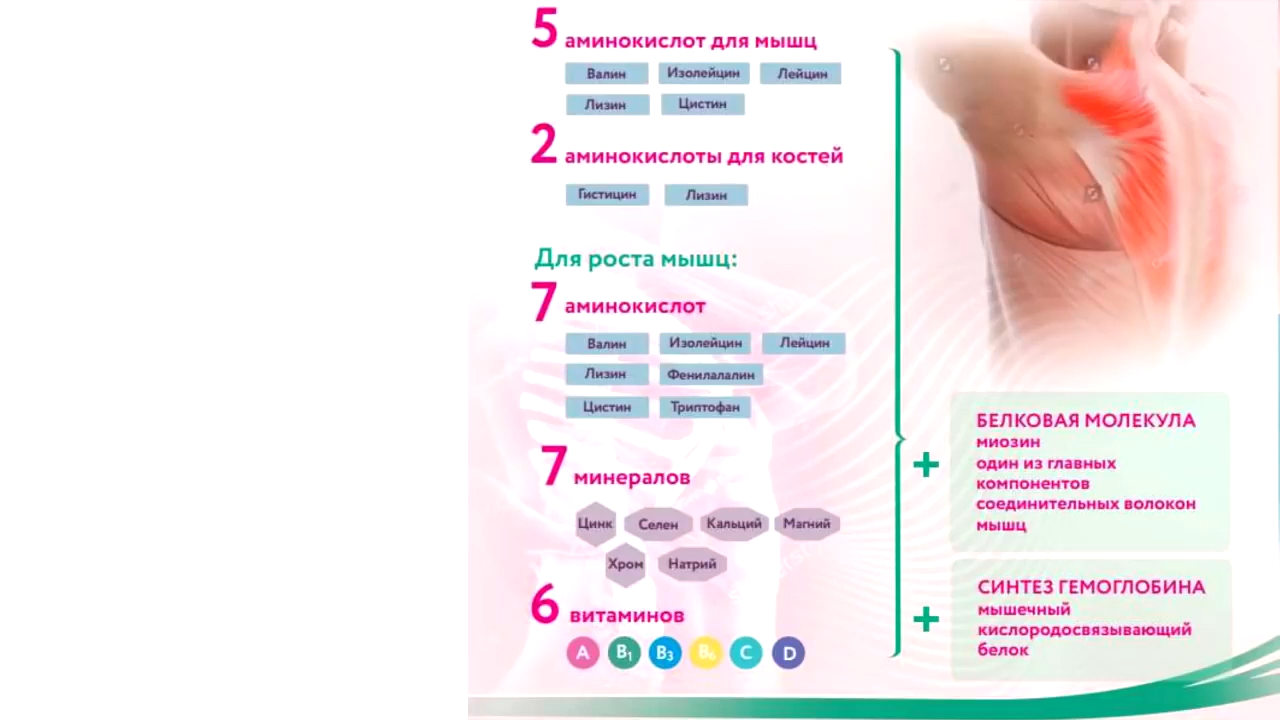 5 аминокислот для мышц
Валин Изолейцин Лейцин
Лизин Цистин
2 аминокислоты для костей
Гистицин Лизин
Для роста мышц:
7 аминокислот
Валин Изолейцин Лейцин
Лизин Фенилалалин
Цистин Триптофан
7 минералов
Цинк Селен Кальций Магний
Хром Натрий
6 витаминов
A B1 B3 B6 C D
+ БЕЛКОВАЯ МОЛЕКУЛА
миозин
один из главных
компонентов
соединительных волокон
мышц
+ СИНТЕЗ ГЕМОГЛОБИНА
мышечный
кислородосвязывающий
белок